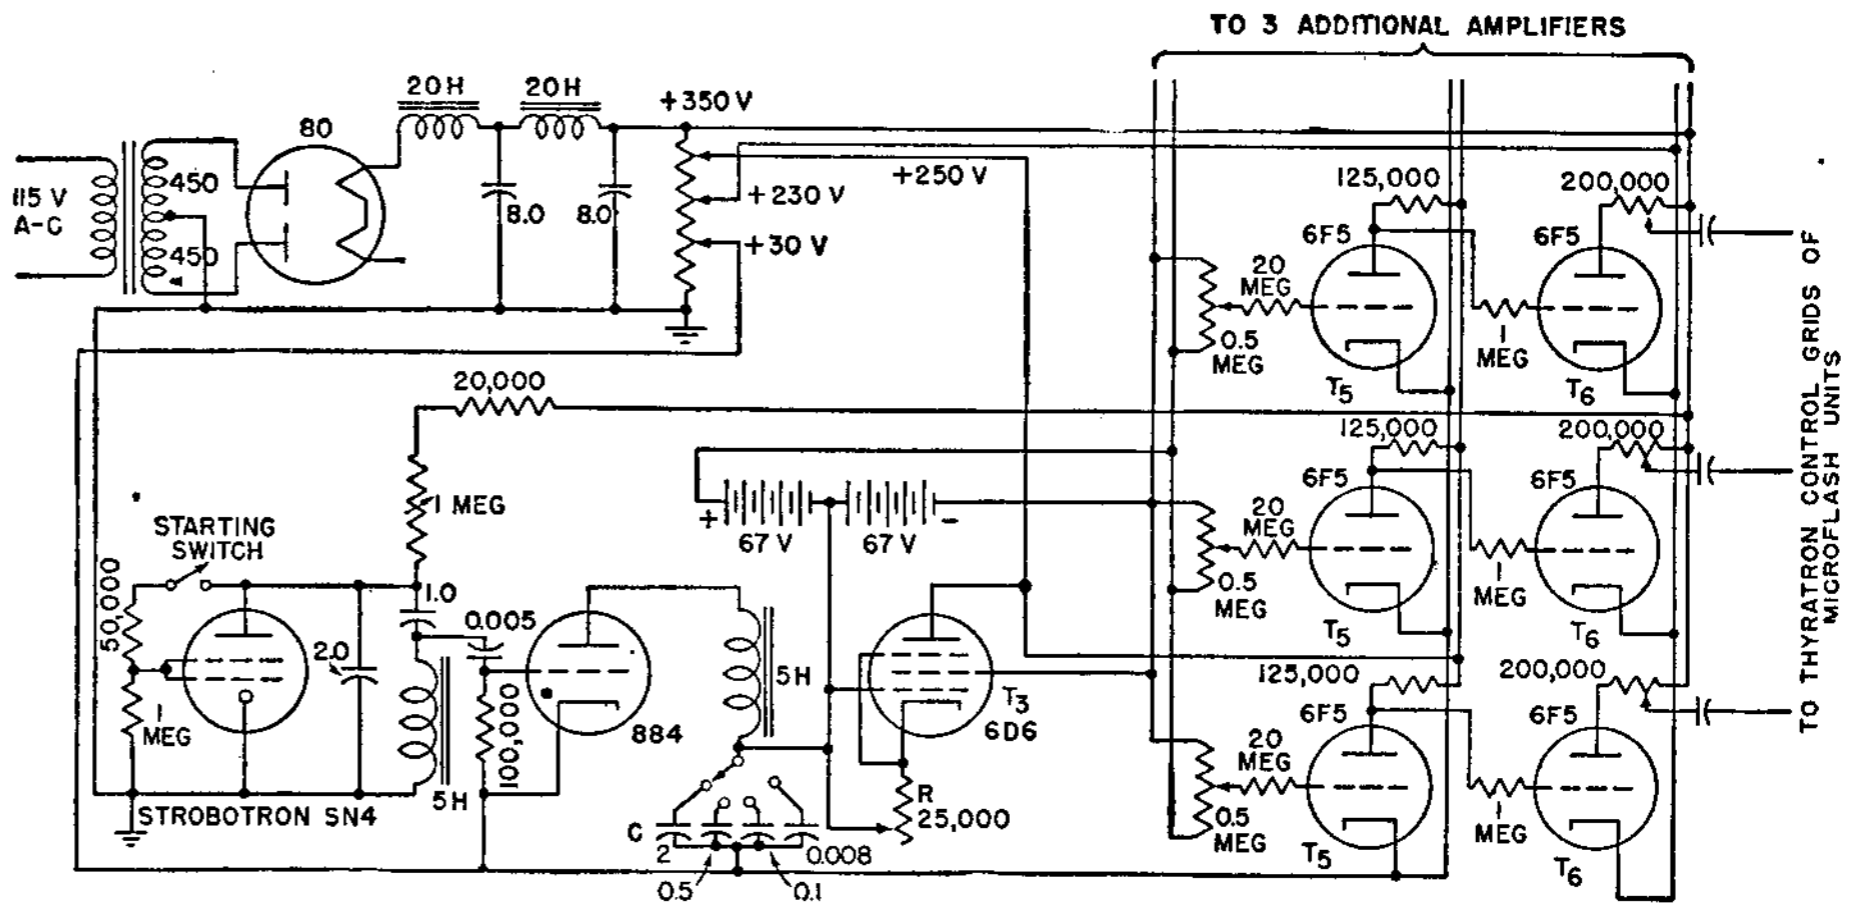 TO 3 ADDITIONAL AMPLIFIERS
20H
20H
+350 V
80
115 V
A-C
450
450
8.0
8.0
+250 V
+230 V
+30 V
125,000
200,000
6F5
6F5
20
MEG
0.5
MEG
1
MEG
T5
T6
20,000
125,000
200,000
6F5
6F5
1 MEG
+
-
67 V
67 V
20
MEG
0.5
MEG
1
MEG
T5
T6
STARTING
SWITCH
50,000
1.0
0.005
2.0
1
MEG
5H
100,000
884
5H
T3
6D6
STROBOTRON SN4
R
25,000
C
2
0.5
0.1
0.008
125,000
200,000
6F5
6F5
20
MEG
0.5
MEG
1
MEG
T5
T6
TO THYRATRON CONTROL GRIDS OF
MICROFLASH UNITS